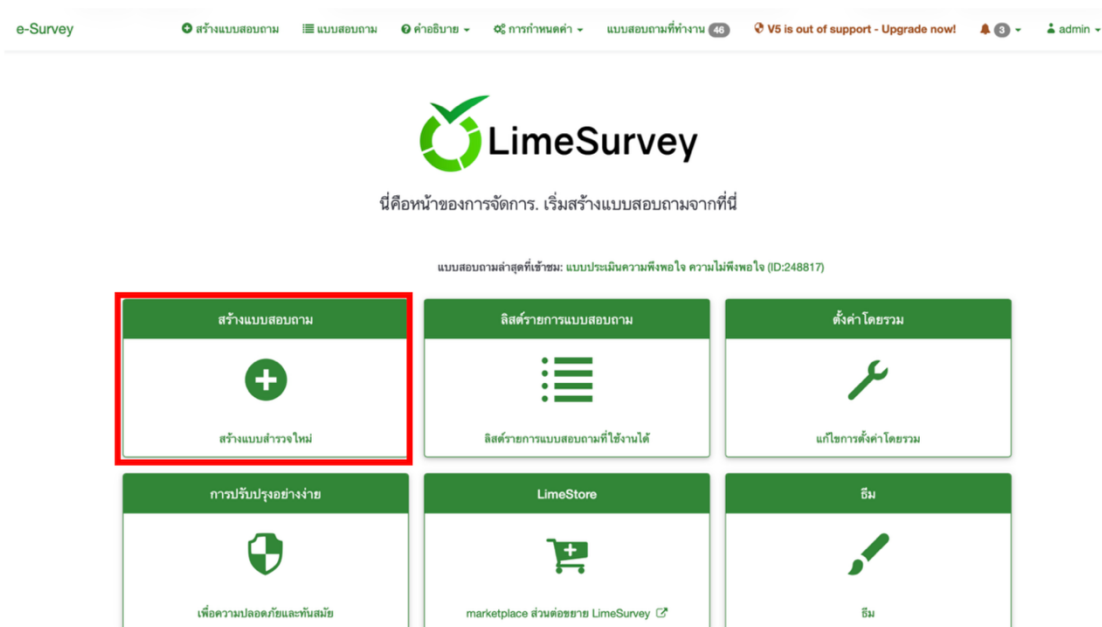 e-Survey สร้างแบบสอบถาม แบบสอบถาม คำอธิบาย การกำหนดค่า แบบสอบถามที่ทำงาน 46 V5 is out of support - Upgrade now! 3 admin
LimeSurvey
นี่คือหน้าของการจัดการ. เริ่มสร้างแบบสอบถามจากที่นี่
แบบสอบถามล่าสุดที่เข้าชม: แบบประเมินความพึงพอใจ ความไม่พึงพอใจ (ID:248817)
สร้างแบบสอบถาม ลิสต์รายการแบบสอบถาม ตั้งค่าโดยรวม
สร้างแบบสำรวจใหม่ ลิสต์รายการแบบสอบถามที่ใช้งานได้ แก้ไขการตั้งค่าโดยรวม
การปรับปรุงอย่างง่าย LimeStore ธีม
เพื่อความปลอดภัยและทันสมัย marketplace ส่วนต่อขยาย LimeSurvey ธีม